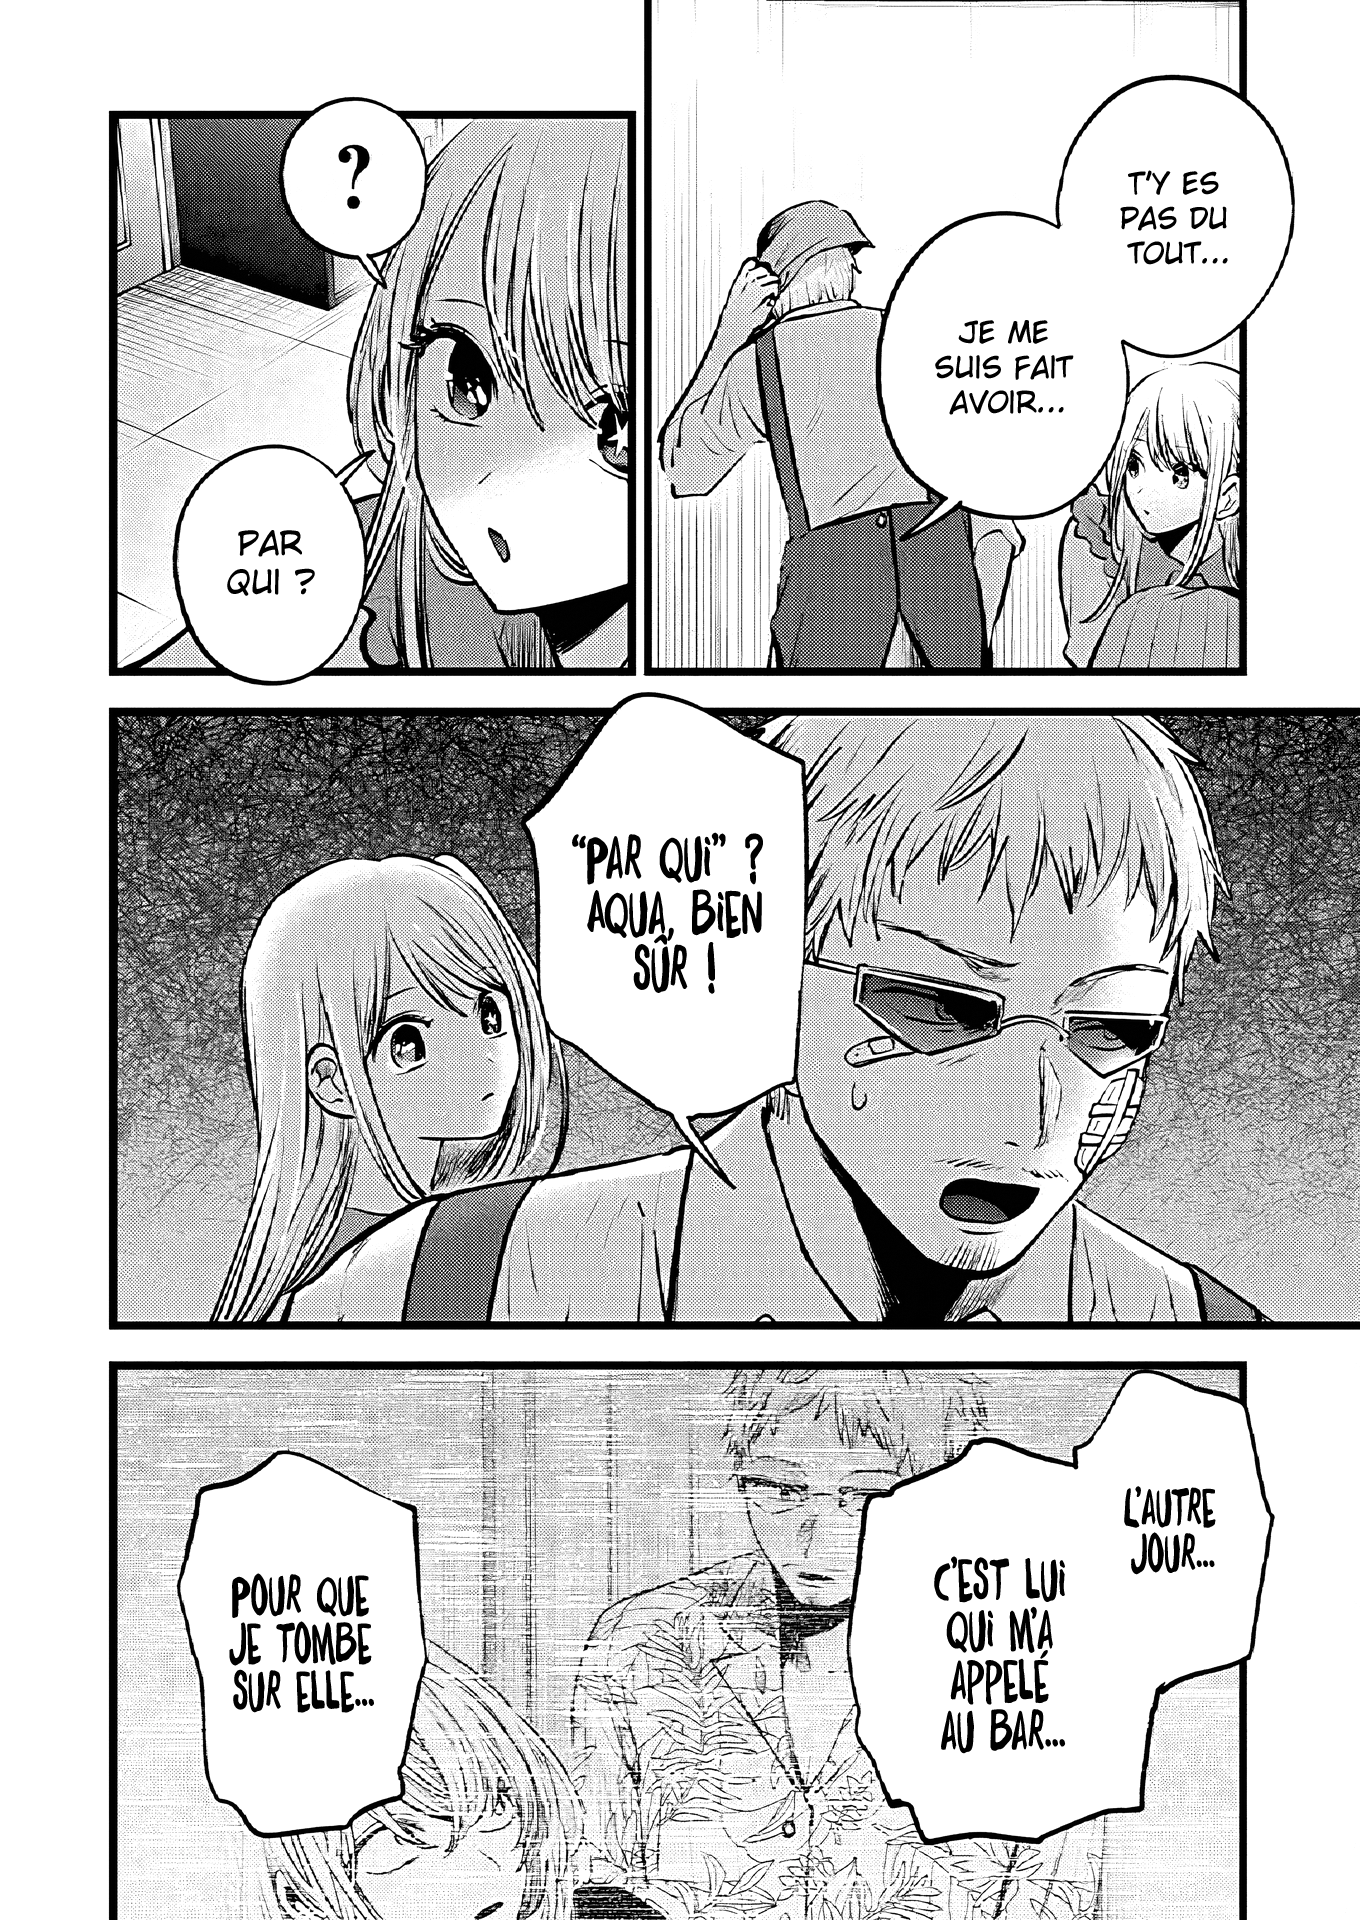 T'Y ES
PAS DU
TOUT...
JE ME
SUIS FAIT
AVOIR...
?
PAR
QUI ?
"PAR QUI" ?
AQUA, BIEN
SÛR !
L'AUTRE
JOUR...
C'EST LUI
QUI M'A
APPELÉ
AU BAR...
POUR QUE
JE TOMBE
SUR ELLE...